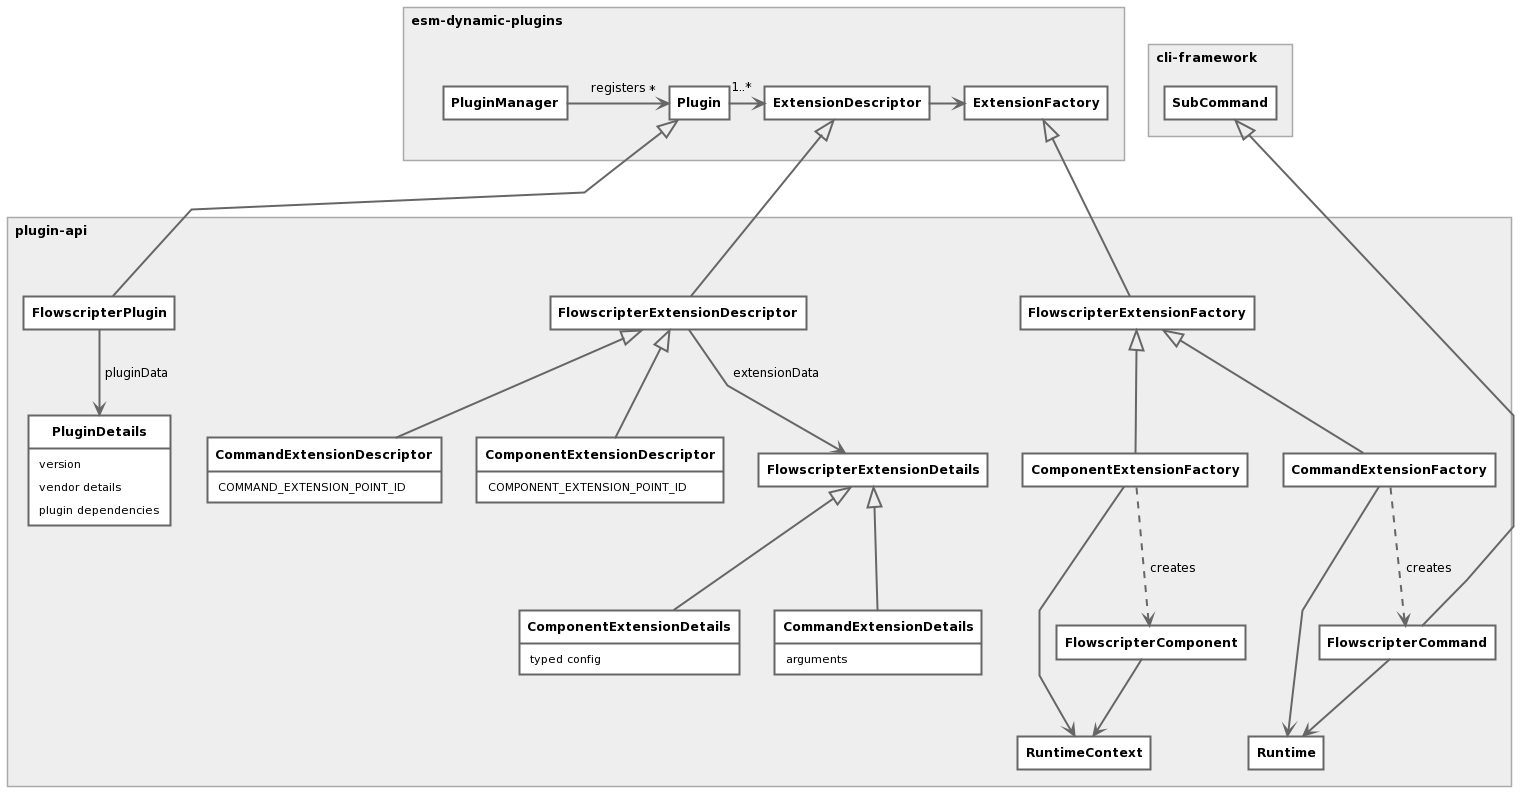 esm-dynamic-plugins
cli-framework
PluginManager
registers *
Plugin
1..*
ExtensionDescriptor
ExtensionFactory
SubCommand
plugin-api
FlowscripterPlugin
FlowscripterExtensionDescriptor
FlowscripterExtensionFactory
pluginData
extensionData
PluginDetails
version
vendor details
plugin dependencies
CommandExtensionDescriptor
COMMAND_EXTENSION_POINT_ID
ComponentExtensionDescriptor
COMPONENT_EXTENSION_POINT_ID
FlowscripterExtensionDetails
ComponentExtensionFactory
CommandExtensionFactory
creates
creates
ComponentExtensionDetails
typed config
CommandExtensionDetails
arguments
FlowscripterComponent
FlowscripterCommand
RuntimeContext
Runtime